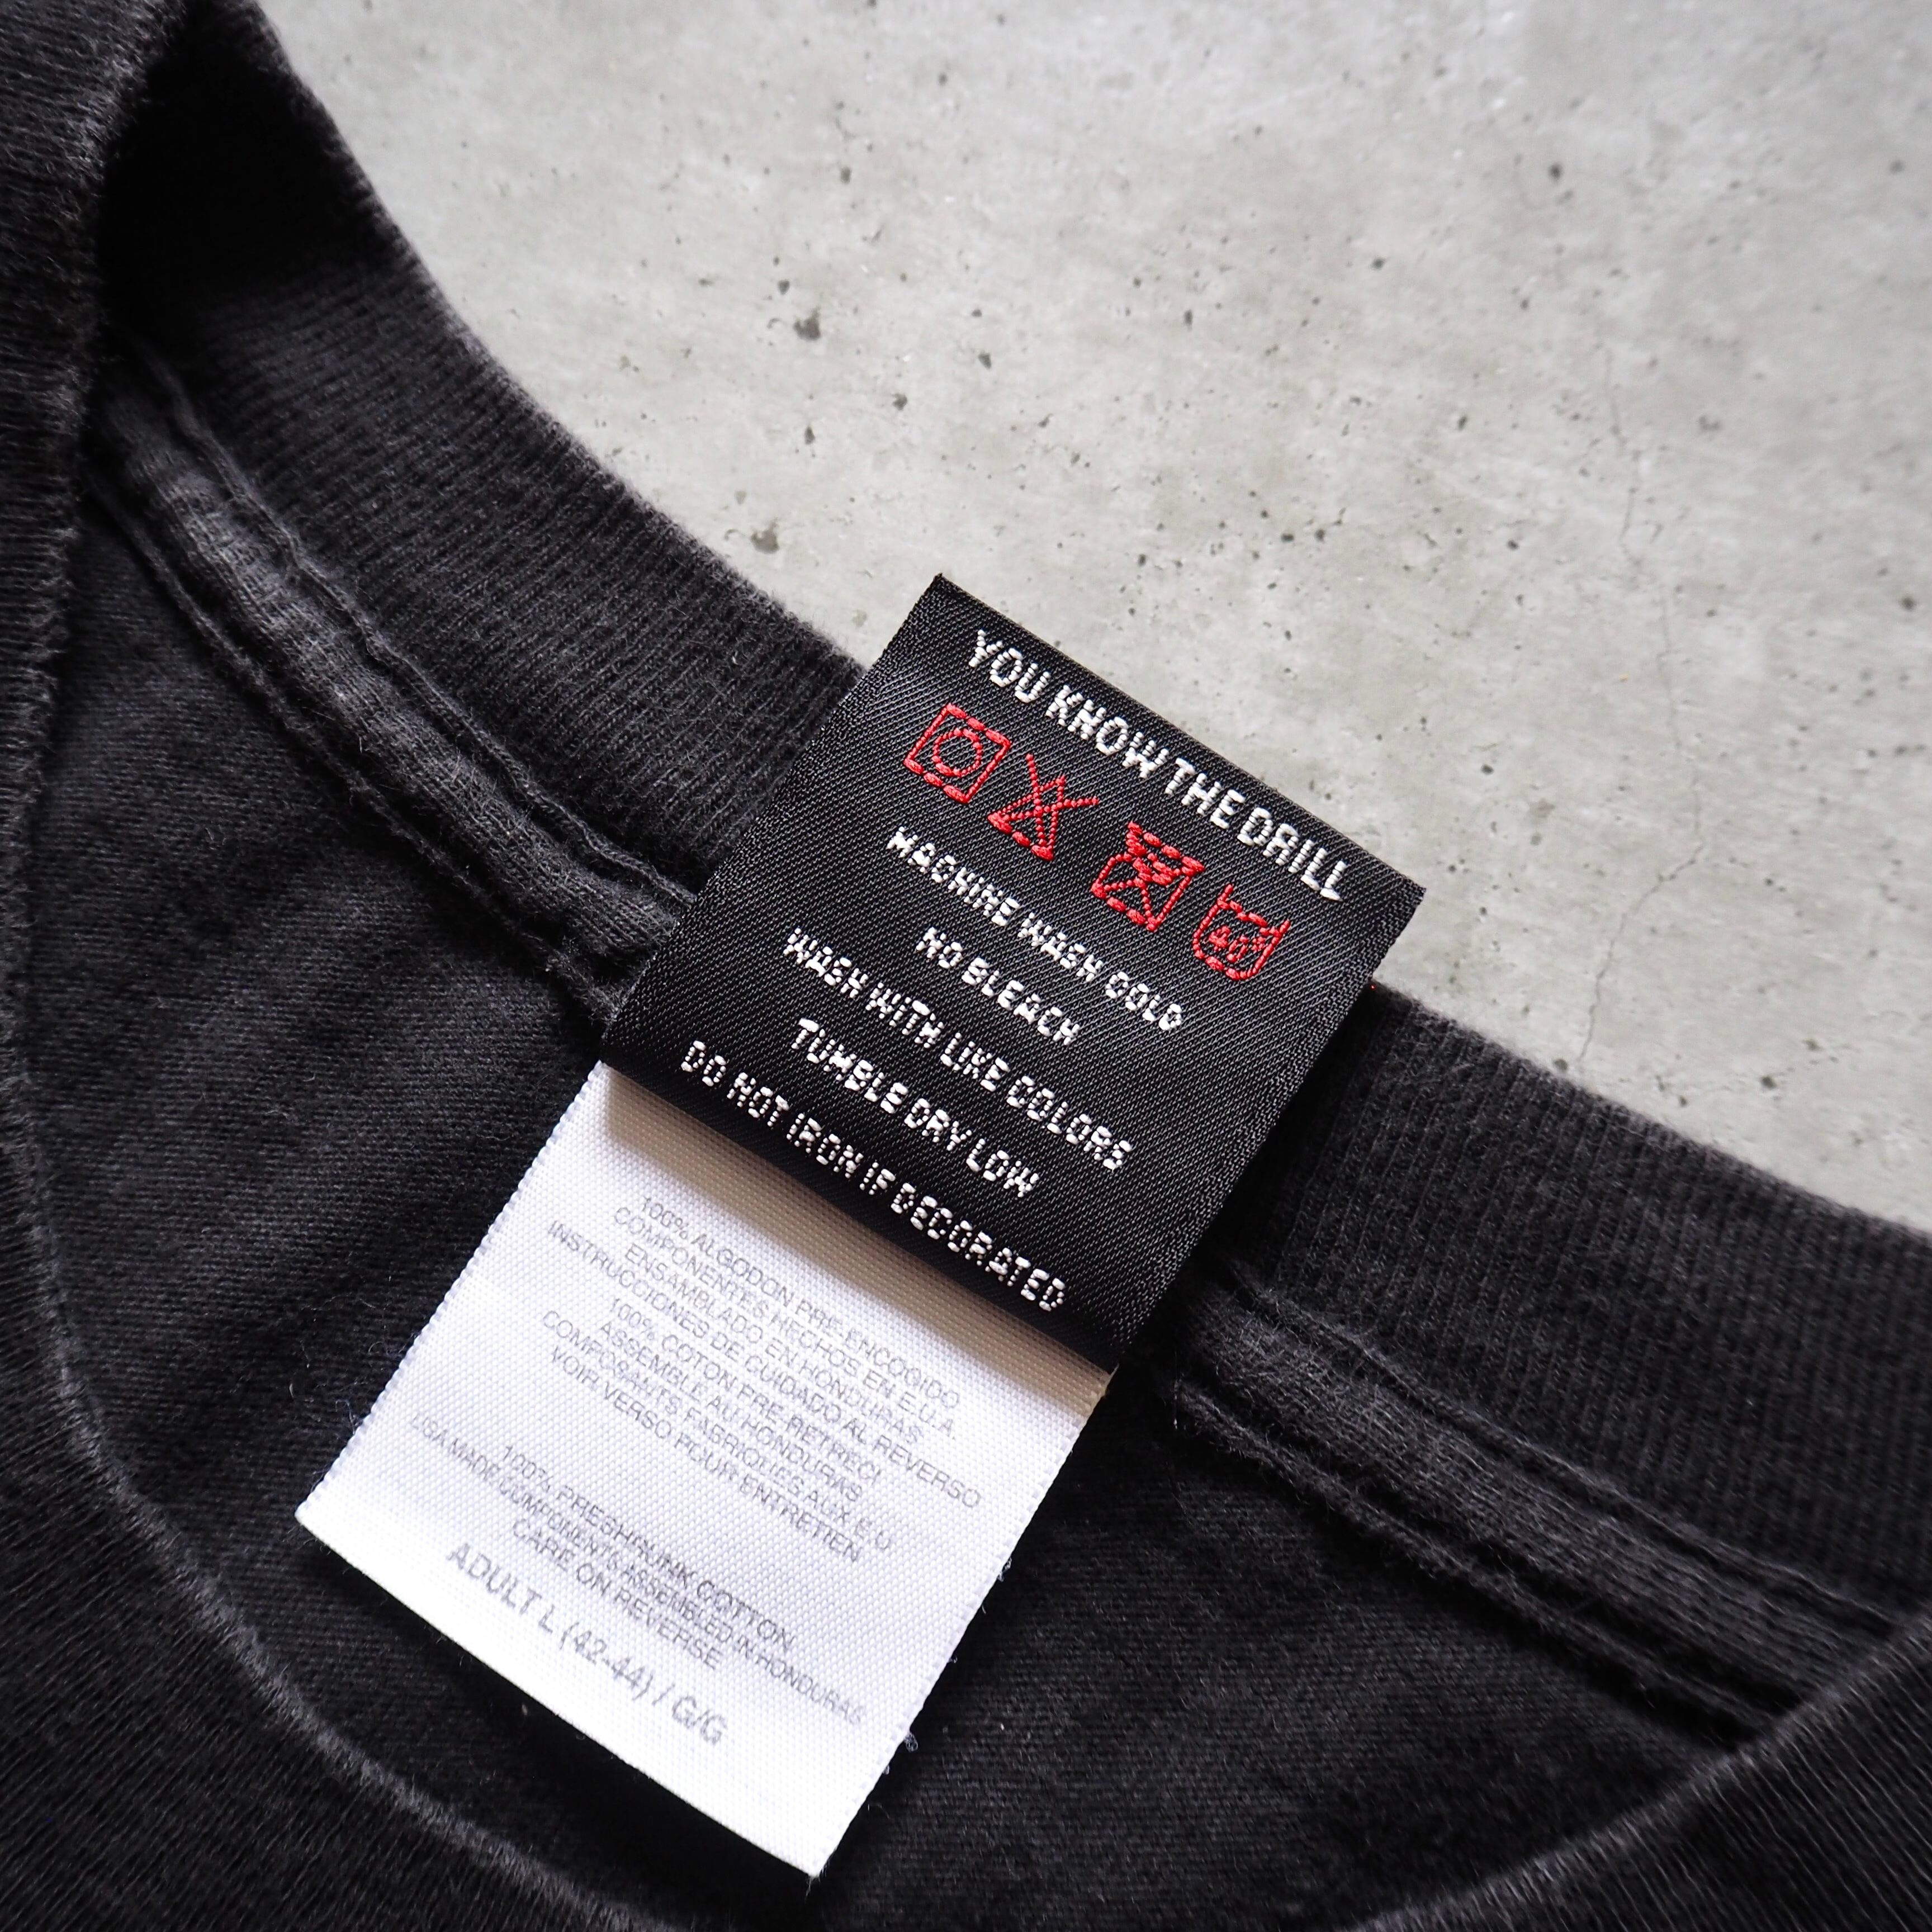 YOU KNOW THE DRILL
40°
MACHINE WASH COLD
NO BLEACH
WASH WITH LIKE COLORS
TUMBLE DRY LOW
DO NOT IRON IF DECORATED
100% ALGODON PRE-ENCOGIDO
COMPONENTES HECHOS EN E.U.A.
ENSAMBLADO EN HONDURAS
INSTRUCCIONES DE CUIDADO AL REVERSO
100% COTON PRE-RETRECI
ASSEMBLE AU HONDURAS
COMPOSANTS FABRIQUES AUX E.U
VOIR VERSO POUR ENTRETIEN
100% PRESHRUNK COTTON
USA MADE COMPONENTS ASSEMBLED IN HONDURAS
CARE ON REVERSE
ADULT L (42-44) / G/G